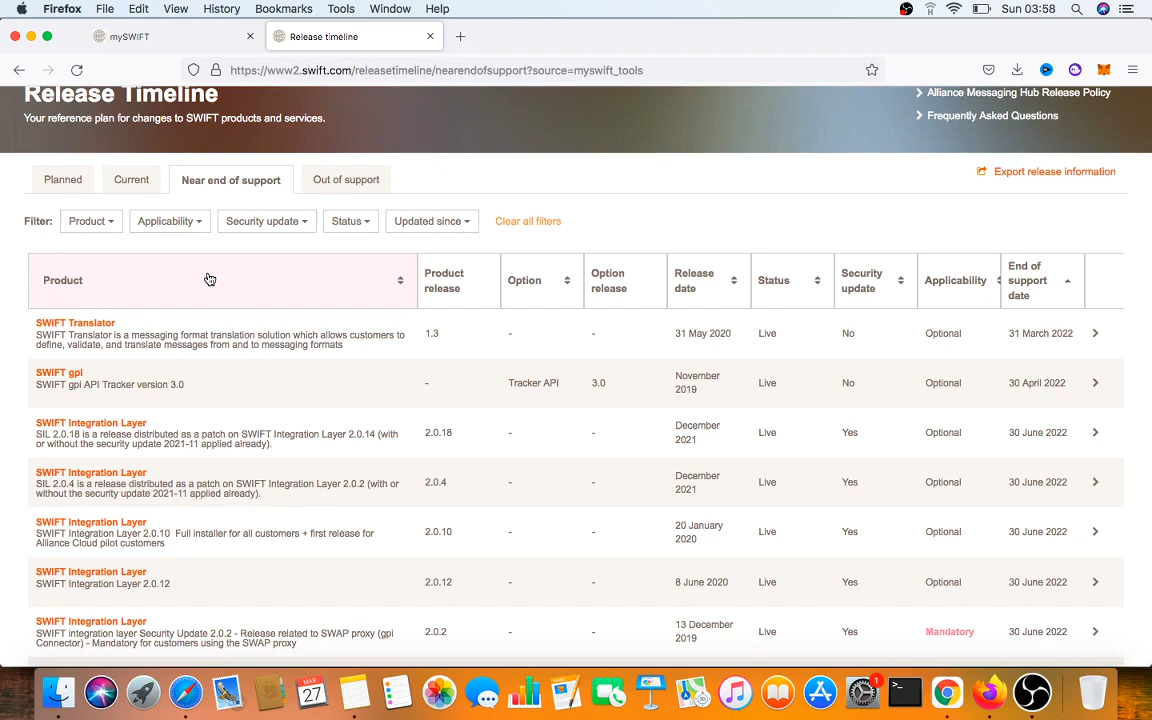 Firefox File Edit View History Bookmarks Tools Window Help Sun 03:58
mySWIFT Release timeline
https://www2.swift.com/releasetimeline/nearendofsupport?source=myswift_tools
Release Timeline
Alliance Messaging Hub Release Policy
Your reference plan for changes to SWIFT products and services.
Frequently Asked Questions
Planned Current Near end of support Out of support Export release information
Filter: Product Applicability Security update Status Updated since Clear all filters
Product Product release Option Option release Release date Status Security update Applicability End of support date
SWIFT Translator
SWIFT Translator is a messaging format translation solution which allows customers to
define, validate, and translate messages from and to messaging formats
1.3 - - 31 May 2020 Live No Optional 31 March 2022
SWIFT gpi
SWIFT gpi API Tracker version 3.0
- Tracker API 3.0 November 2019 Live No Optional 30 April 2022
SWIFT Integration Layer
SIL 2.0.18 is a release distributed as a patch on SWIFT Integration Layer 2.0.14 (with
or without the security update 2021-11 applied already).
2.0.18 - - December 2021 Live Yes Optional 30 June 2022
SWIFT Integration Layer
SIL 2.0.4 is a release distributed as a patch on SWIFT Integration Layer 2.0.2 (with or
without the security update 2021-11 applied already).
2.0.4 - - December 2021 Live Yes Optional 30 June 2022
SWIFT Integration Layer
SWIFT Integration Layer 2.0.10 Full installer for all customers + first release for
Alliance Cloud pilot customers
2.0.10 - - 20 January 2020 Live Yes Optional 30 June 2022
SWIFT Integration Layer
SWIFT Integration Layer 2.0.12
2.0.12 - - 8 June 2020 Live Yes Optional 30 June 2022
SWIFT Integration Layer
SWIFT integration layer Security Update 2.0.2 - Release related to SWAP proxy (gpi
Connector) - Mandatory for customers using the SWAP proxy
2.0.2 - - 13 December 2019 Live Yes Mandatory 30 June 2022
MAR
27
1